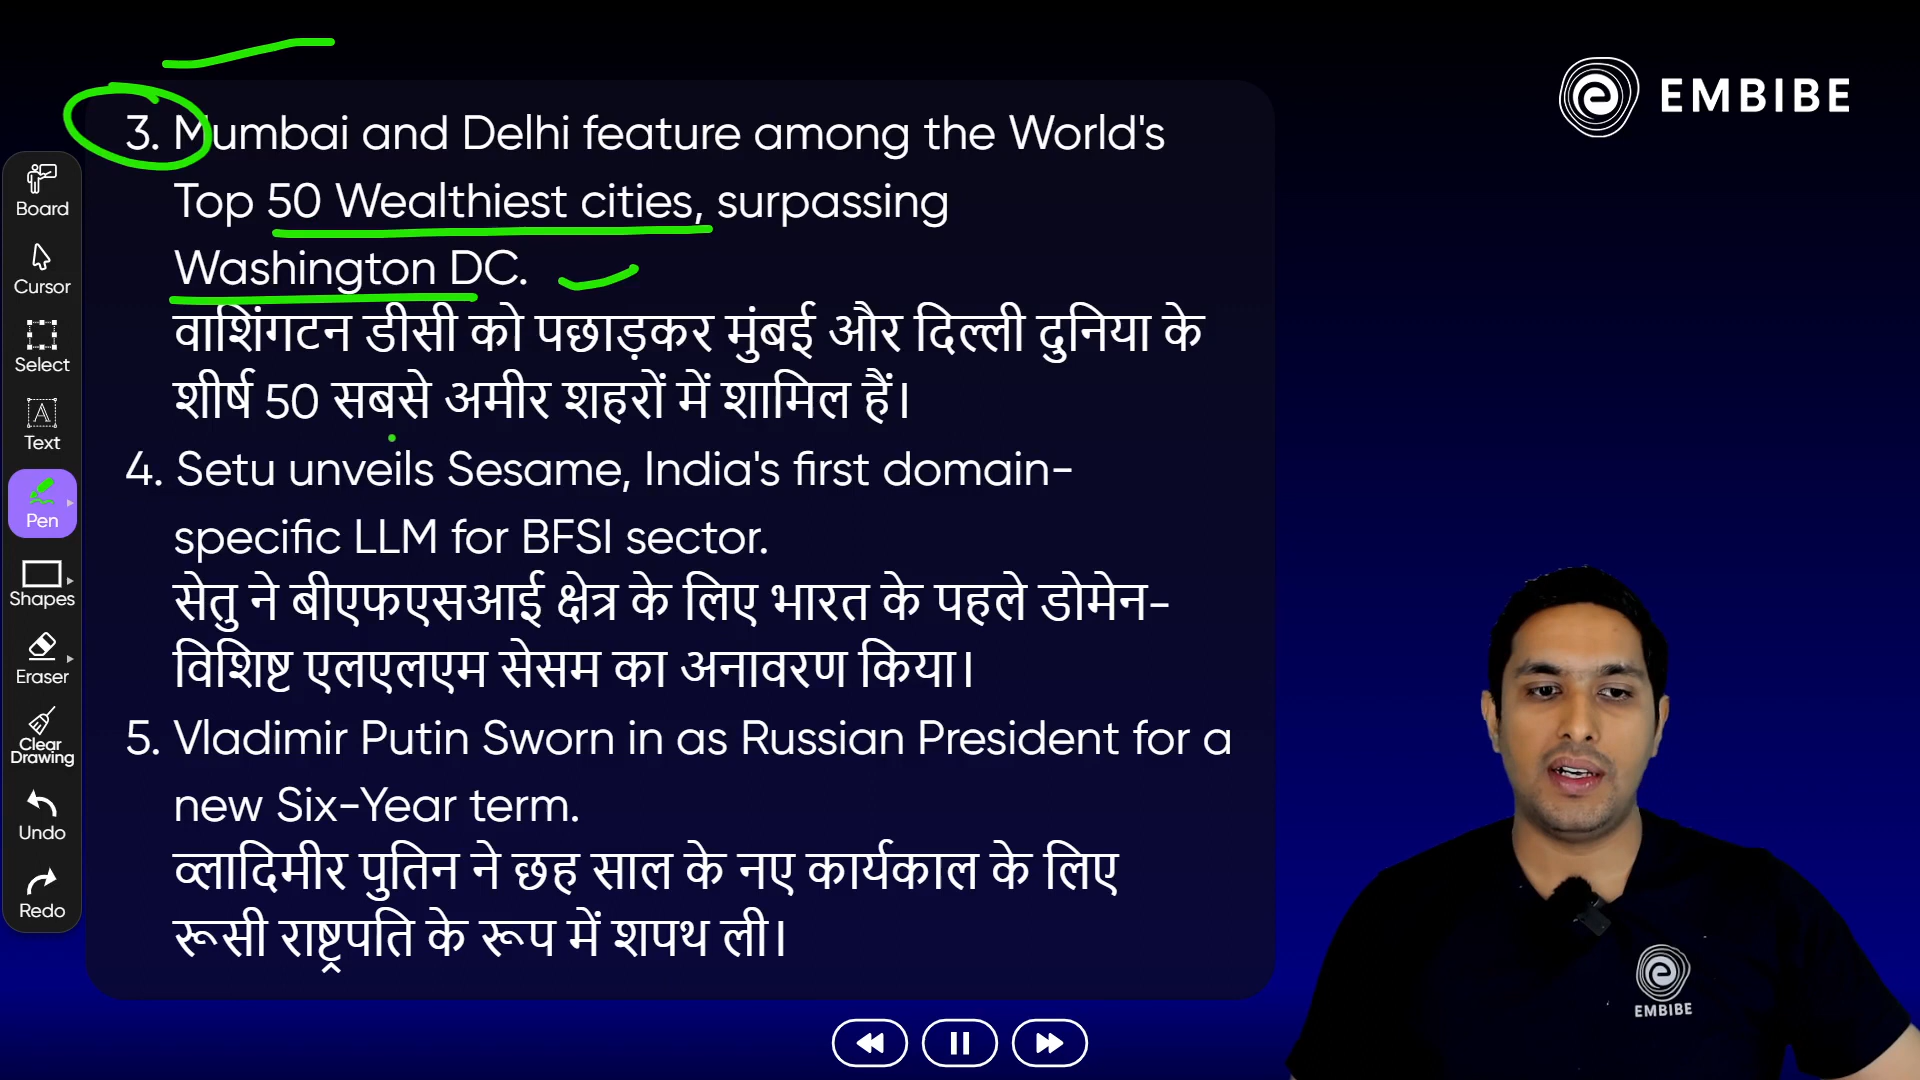 EMBIBE
3. Mumbai and Delhi feature among the World's
Top 50 Wealthiest cities, surpassing
Washington DC.
वाशिंगटन डीसी को पछाड़कर मुंबई और दिल्ली दुनिया के
शीर्ष 50 सबसे अमीर शहरों में शामिल हैं।
4. Setu unveils Sesame, India's first domain-
specific LLM for BFSI sector.
सेतु ने बीएफएसआई क्षेत्र के लिए भारत के पहले डोमेन-
विशिष्ट एलएलएम सेसम का अनावरण किया।
5. Vladimir Putin Sworn in as Russian President for a
new Six-Year term.
व्लादिमीर पुतिन ने छह साल के नए कार्यकाल के लिए
रूसी राष्ट्रपति के रूप में शपथ ली।
Board
Cursor
Select
A
Text
Pen
Shapes
Eraser
Clear
Drawing
Undo
Redo
EMBIBE